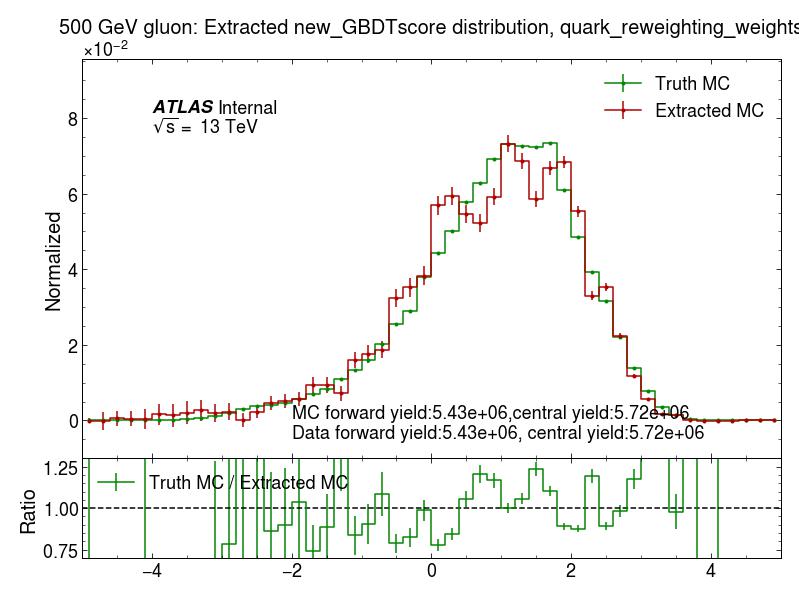 500 GeV gluon: Extracted new_GBDTscore distribution, quark_reweighting_weights
×10−2
ATLAS Internal
√s = 13 TeV
Truth MC
Extracted MC
8
6
4
2
0
Normalized
MC forward yield:5.43e+06,central yield:5.72e+06
Data forward yield:5.43e+06, central yield:5.72e+06
Truth MC / Extracted MC
1.25
1.00
0.75
Ratio
−4 −2 0 2 4